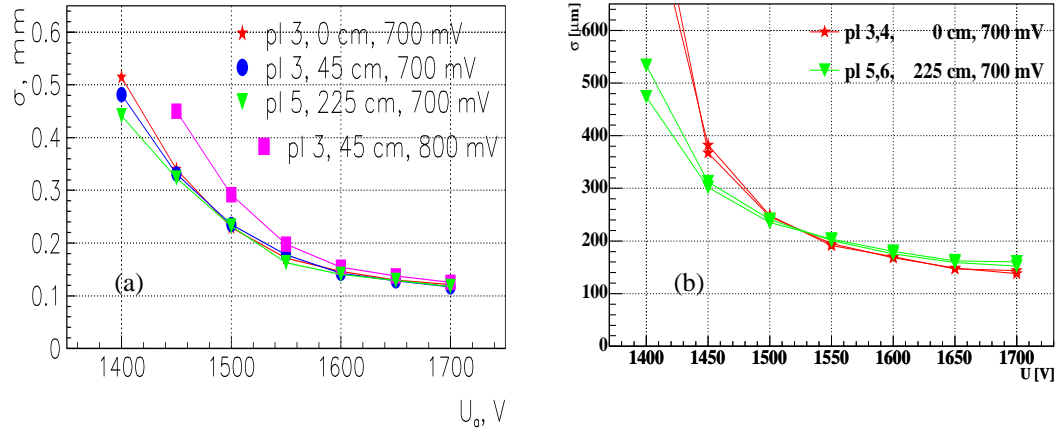 σ, mm
0.6
0.5
0.4
0.3
0.2
0.1
0
pl 3, 0 cm, 700 mV
pl 3, 45 cm, 700 mV
pl 5, 225 cm, 700 mV
pl 3, 45 cm, 800 mV
(a)
1400 1500 1600 1700
U_a, V
σ [μm]
600
500
400
300
200
100
0
pl 3,4, 0 cm, 700 mV
pl 5,6, 225 cm, 700 mV
(b)
1400 1450 1500 1550 1600 1650 1700
U [V]